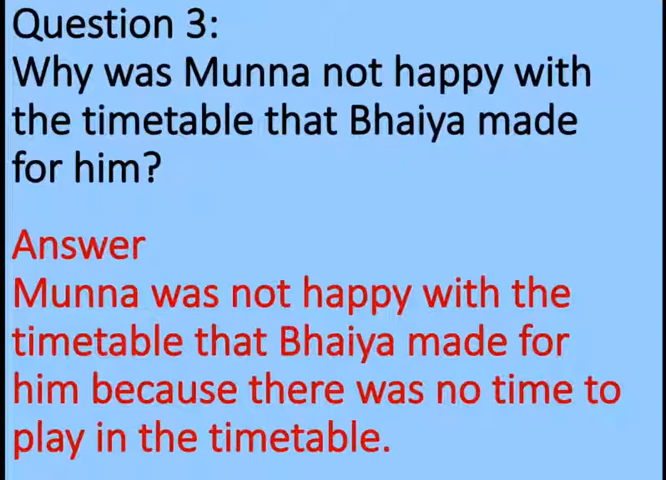 Question 3:
Why was Munna not happy with
the timetable that Bhaiya made
for him?
Answer
Munna was not happy with the
timetable that Bhaiya made for
him because there was no time to
play in the timetable.